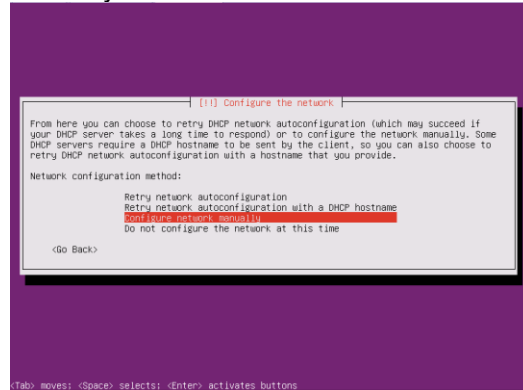 [!!] Configure the network
From here you can choose to retry DHCP network autoconfiguration (which may succeed if
your DHCP server takes a long time to respond) or to configure the network manually. Some
DHCP servers require a DHCP hostname to be sent by the client, so you can also choose to
retry DHCP network autoconfiguration with a hostname that you provide.
Network configuration method:
Retry network autoconfiguration
Retry network autoconfiguration with a DHCP hostname
Configure network manually
Do not configure the network at this time
<Go Back>
<Tab> moves; <Space> selects; <Enter> activates buttons